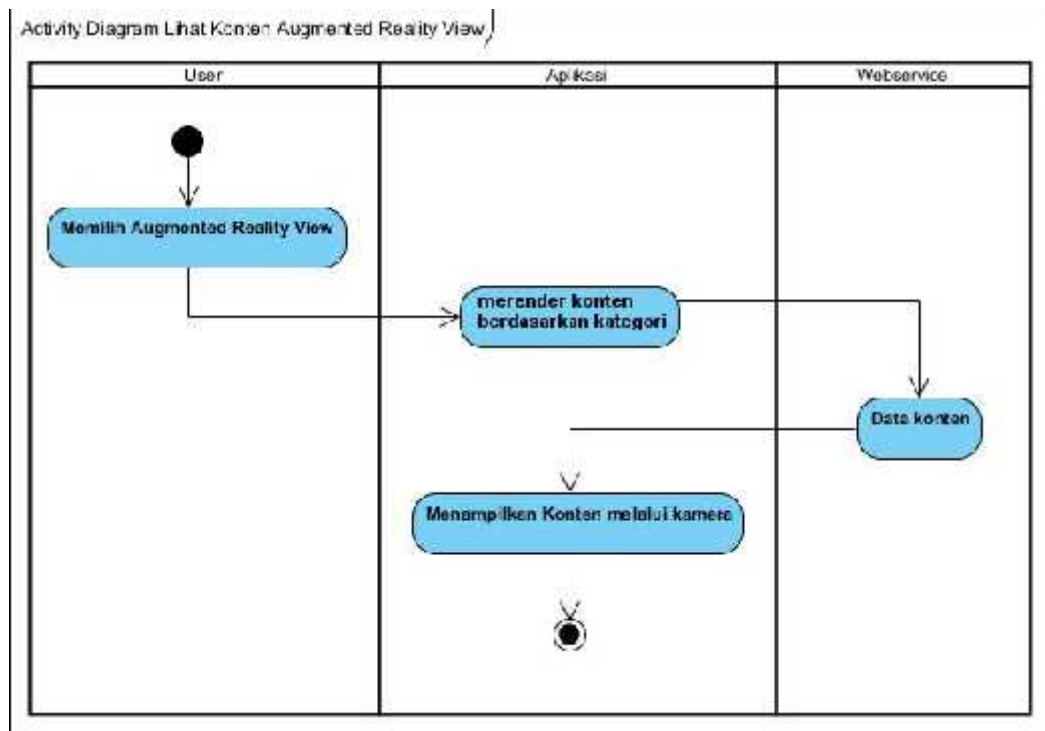 Activity Diagram Lihat Konten Augmented Reality View
User
Aplikasi
Webservice
Memilih Augmented Reality View
merender konten
berdasarkan kategori
Data konten
Menampilkan Konten melalui kamera